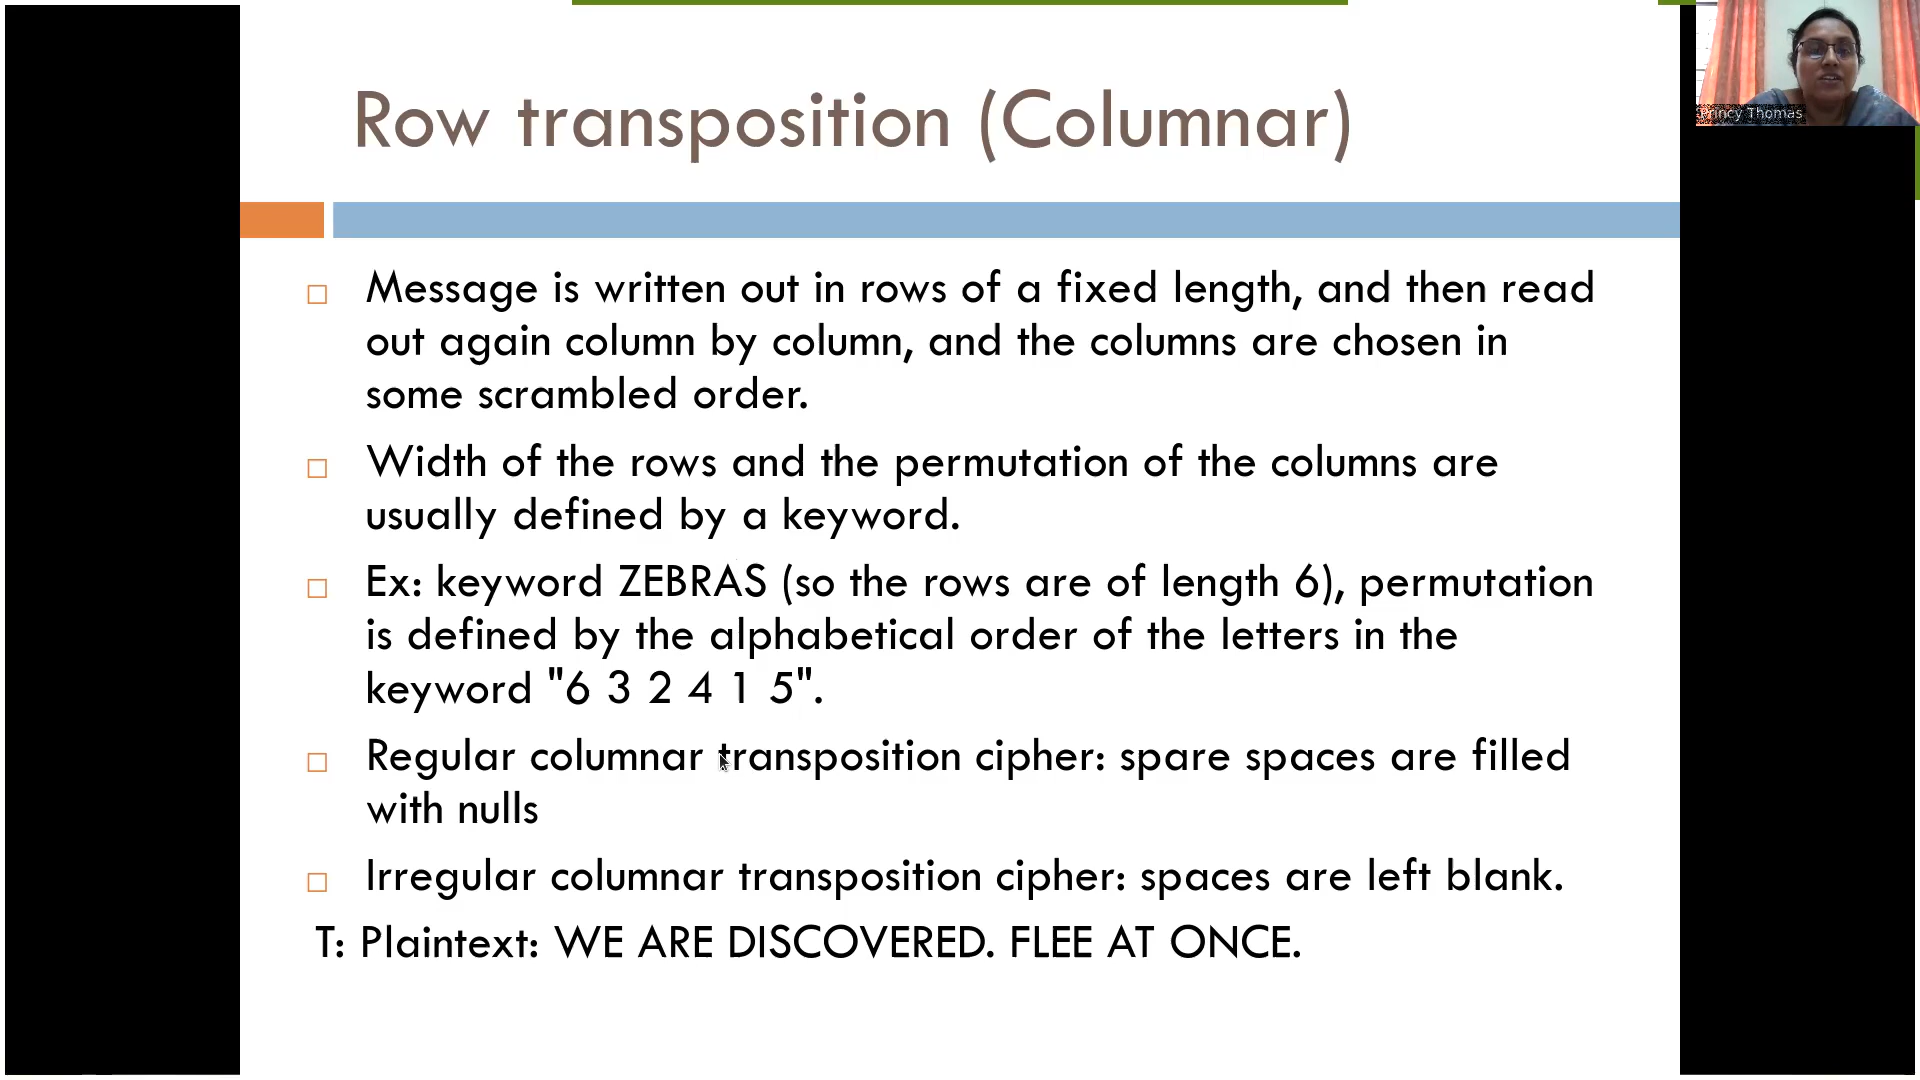 Row transposition (Columnar)
Princy Thomas
Message is written out in rows of a fixed length, and then read
out again column by column, and the columns are chosen in
some scrambled order.
Width of the rows and the permutation of the columns are
usually defined by a keyword.
Ex: keyword ZEBRAS (so the rows are of length 6), permutation
is defined by the alphabetical order of the letters in the
keyword "6 3 2 4 1 5".
Regular columnar transposition cipher: spare spaces are filled
with nulls
Irregular columnar transposition cipher: spaces are left blank.
T: Plaintext: WE ARE DISCOVERED. FLEE AT ONCE.